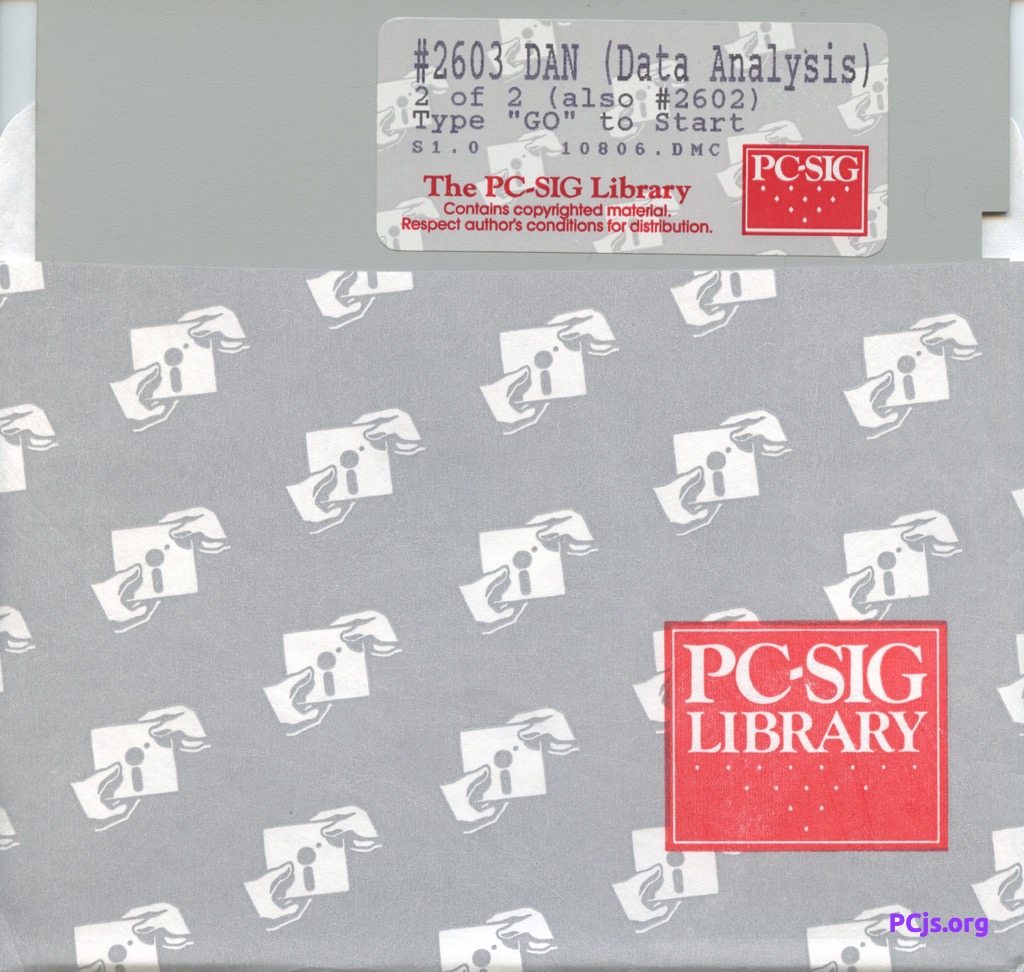 #2603 DAN (Data Analysis)
2 of 2 (also #2602)
Type "GO" to Start
S1.0 10806.DMC
PC-SIG
The PC-SIG Library
Contains copyrighted material.
Respect author's conditions for distribution.
PC-SIG
LIBRARY
PCjs.org